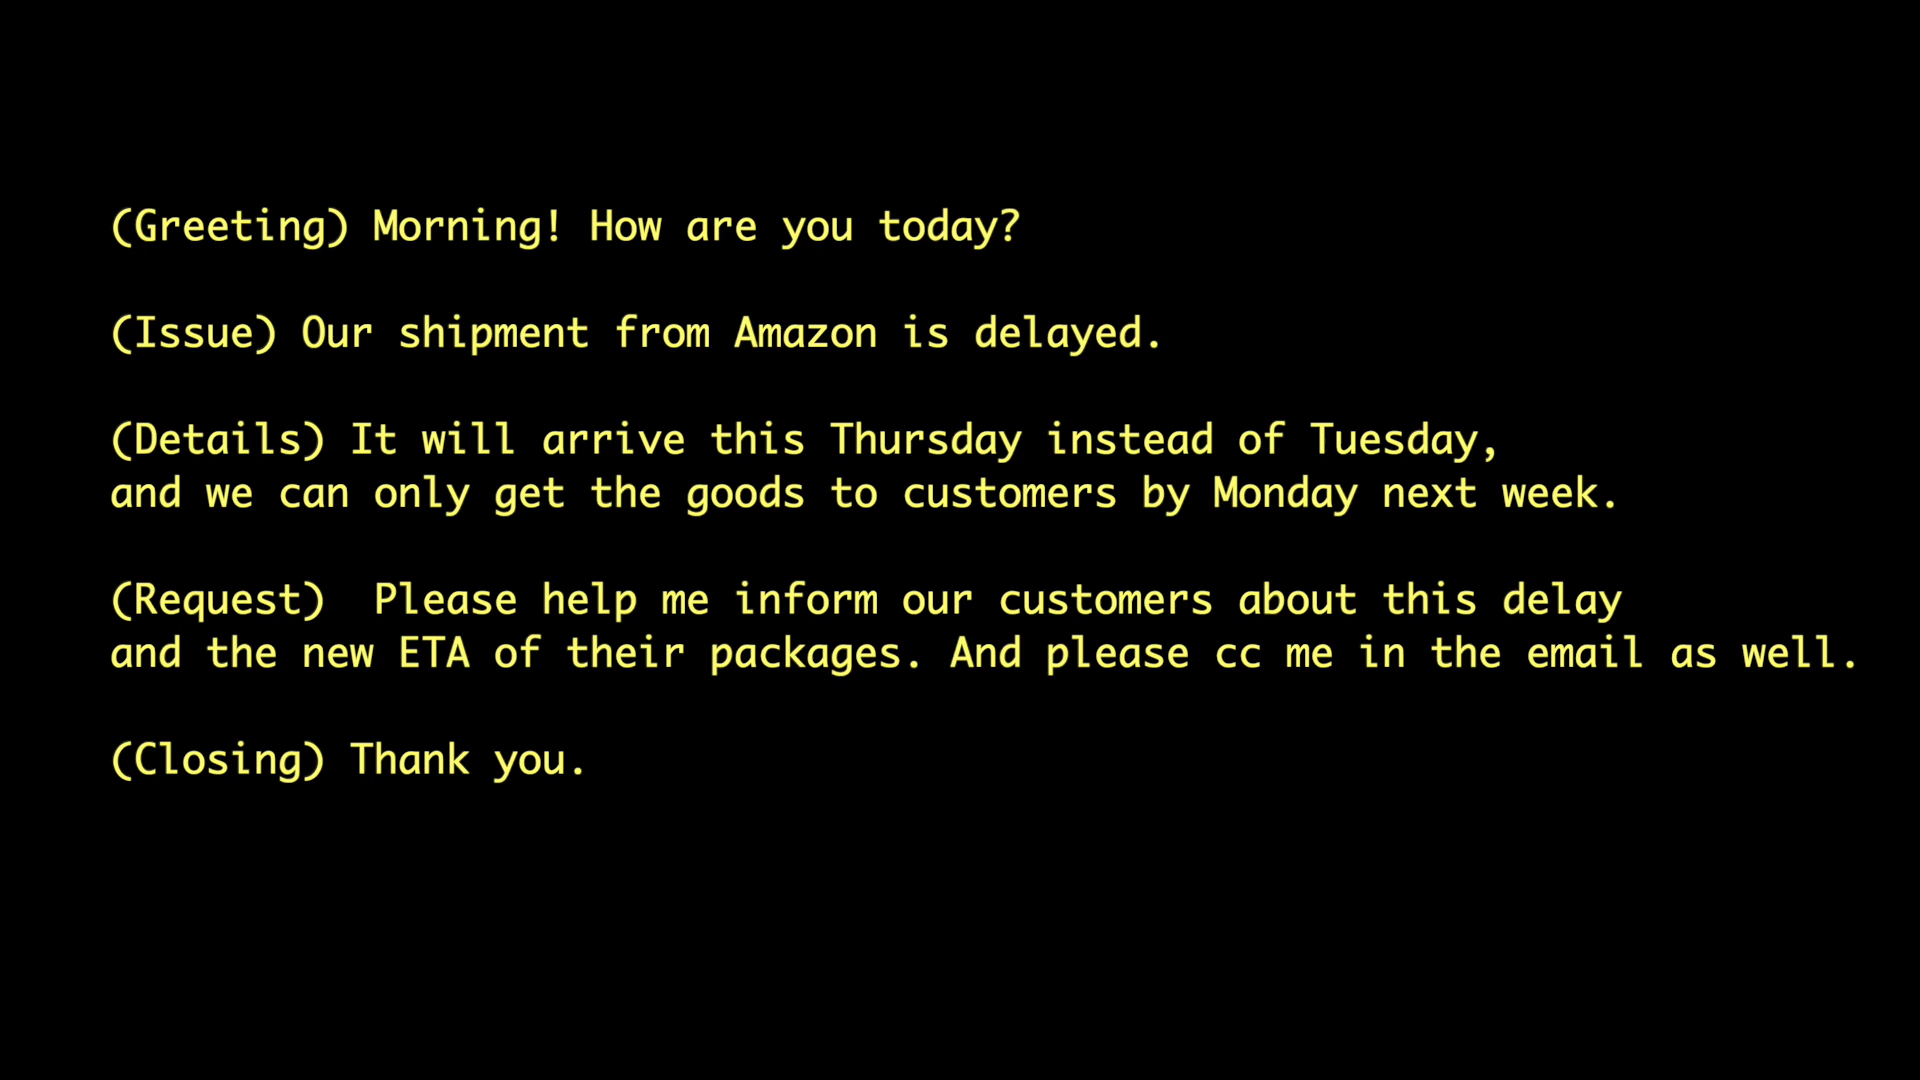 (Greeting) Morning! How are you today?
(Issue) Our shipment from Amazon is delayed.
(Details) It will arrive this Thursday instead of Tuesday,
and we can only get the goods to customers by Monday next week.
(Request)  Please help me inform our customers about this delay
and the new ETA of their packages. And please cc me in the email as well.
(Closing) Thank you.